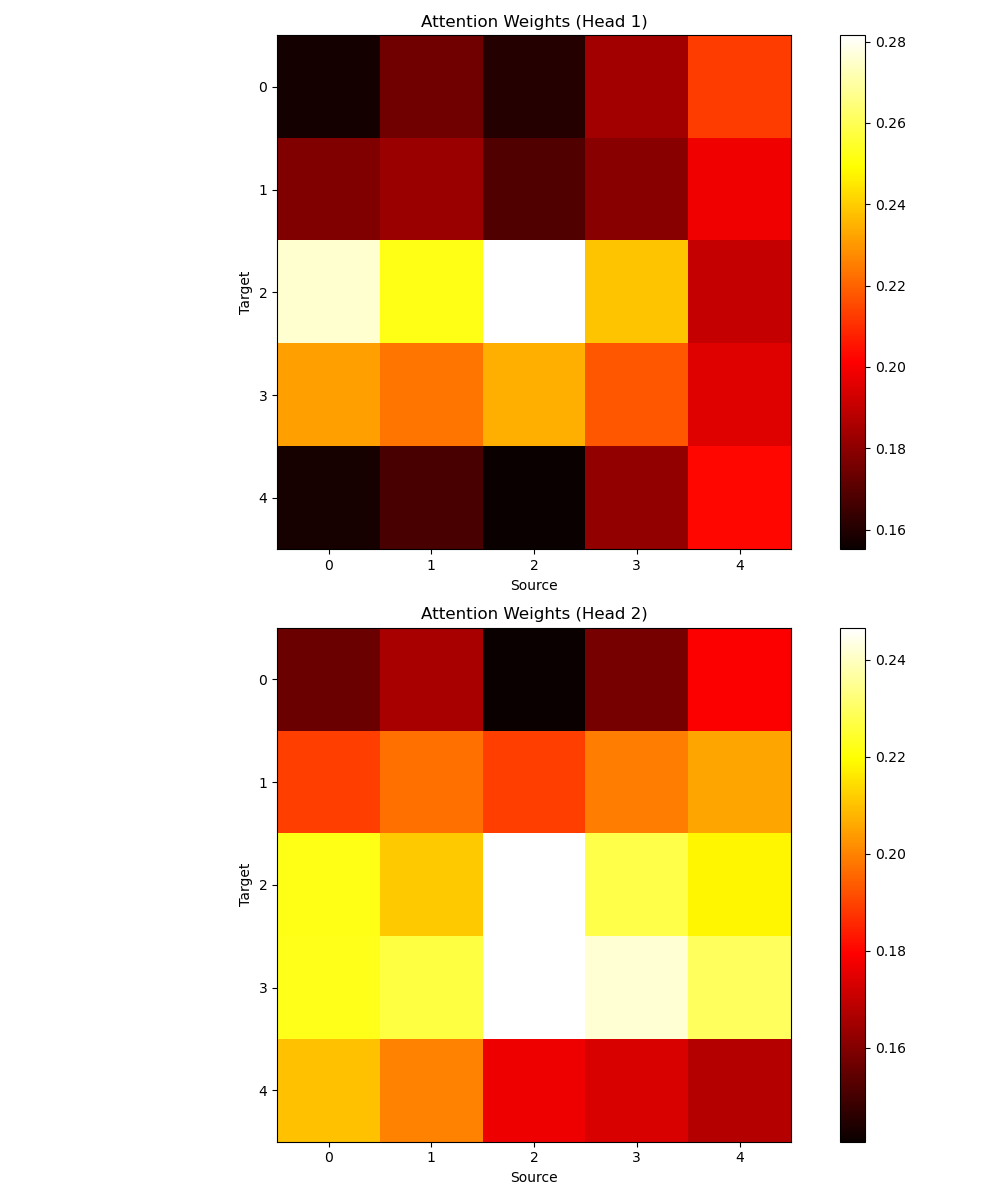 Attention Weights (Head 1)
0
1
2
3
4
Target
0 1 2 3 4
Source
0.28
0.26
0.24
0.22
0.20
0.18
0.16
Attention Weights (Head 2)
0
1
2
3
4
Target
0 1 2 3 4
Source
0.24
0.22
0.20
0.18
0.16